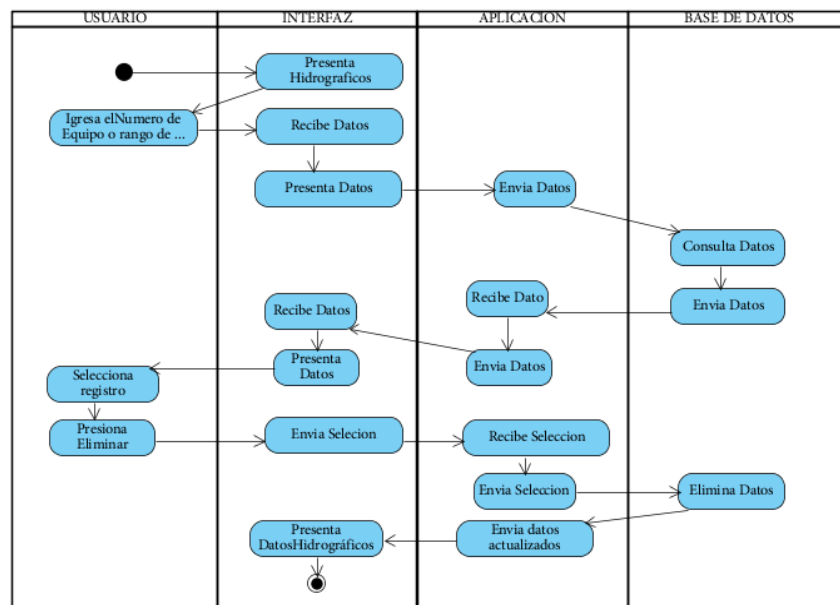 USUARIO
INTERFAZ
APLICACION
BASE DE DATOS
Presenta
Hidrograficos
Igresa elNumero de
Equipo o rango de ...
Recibe Datos
Presenta Datos
Envia Datos
Consulta Datos
Envia Datos
Recibe Dato
Recibe Datos
Envia Datos
Presenta
Datos
Selecciona
registro
Presiona
Eliminar
Envia Selecion
Recibe Seleccion
Envia Seleccion
Elimina Datos
Envia datos
actualizados
Presenta
DatosHidrográficos